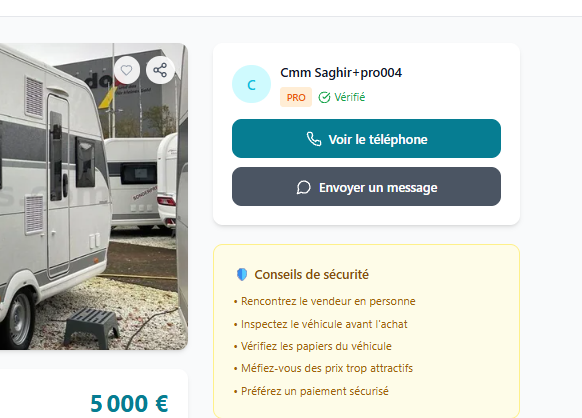 C
Cmm Saghir+pro004
PRO
Vérifié
Voir le téléphone
Envoyer un message
Conseils de sécurité
• Rencontrez le vendeur en personne
• Inspectez le véhicule avant l'achat
• Vérifiez les papiers du véhicule
• Méfiez-vous des prix trop attractifs
• Préférez un paiement sécurisé
5 000 €